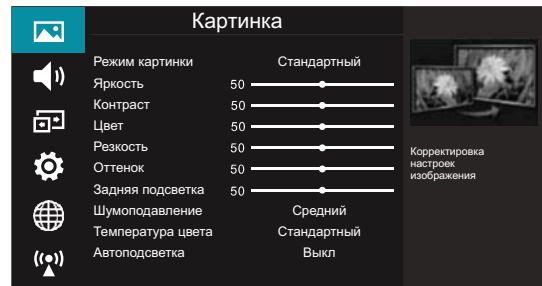 Картинка
Режим картинки Стандартный
Яркость 50
Контраст 50
Цвет 50
Резкость 50
Оттенок 50
Задняя подсветка 50
Шумоподавление Средний
Температура цвета Стандартный
Автоподсветка Выкл
Корректировка
настроек
изображения